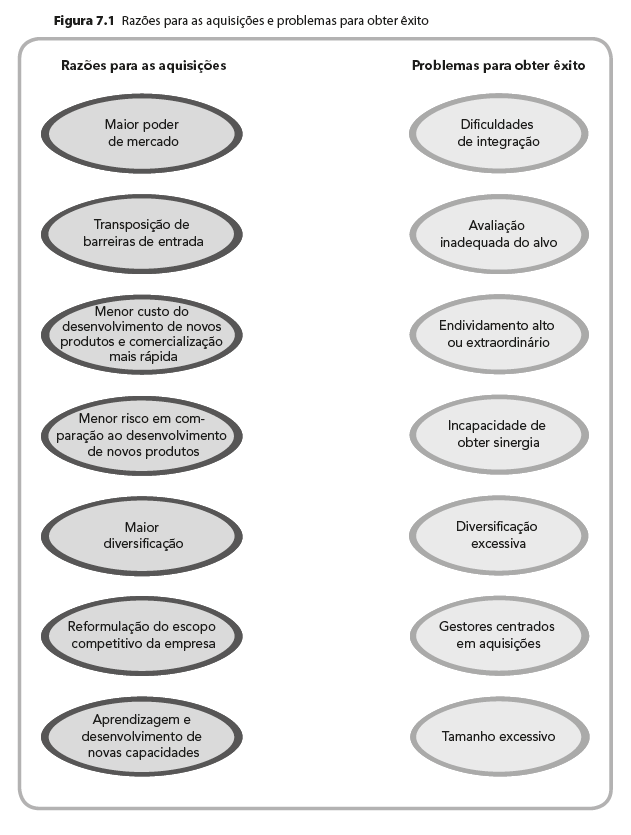 Figura 7.1 Razões para as aquisições e problemas para obter êxito
Razões para as aquisições
Maior poder
de mercado
Transposição de
barreiras de entrada
Menor custo do
desenvolvimento de novos
produtos e comercialização
mais rápida
Menor risco em com-
paração ao desenvolvimento
de novos produtos
Maior
diversificação
Reformulação do escopo
competitivo da empresa
Aprendizagem e
desenvolvimento de
novas capacidades
Problemas para obter êxito
Dificuldades
de integração
Avaliação
inadequada do alvo
Endividamento alto
ou extraordinário
Incapacidade de
obter sinergia
Diversificação
excessiva
Gestores centrados
em aquisições
Tamanho excessivo